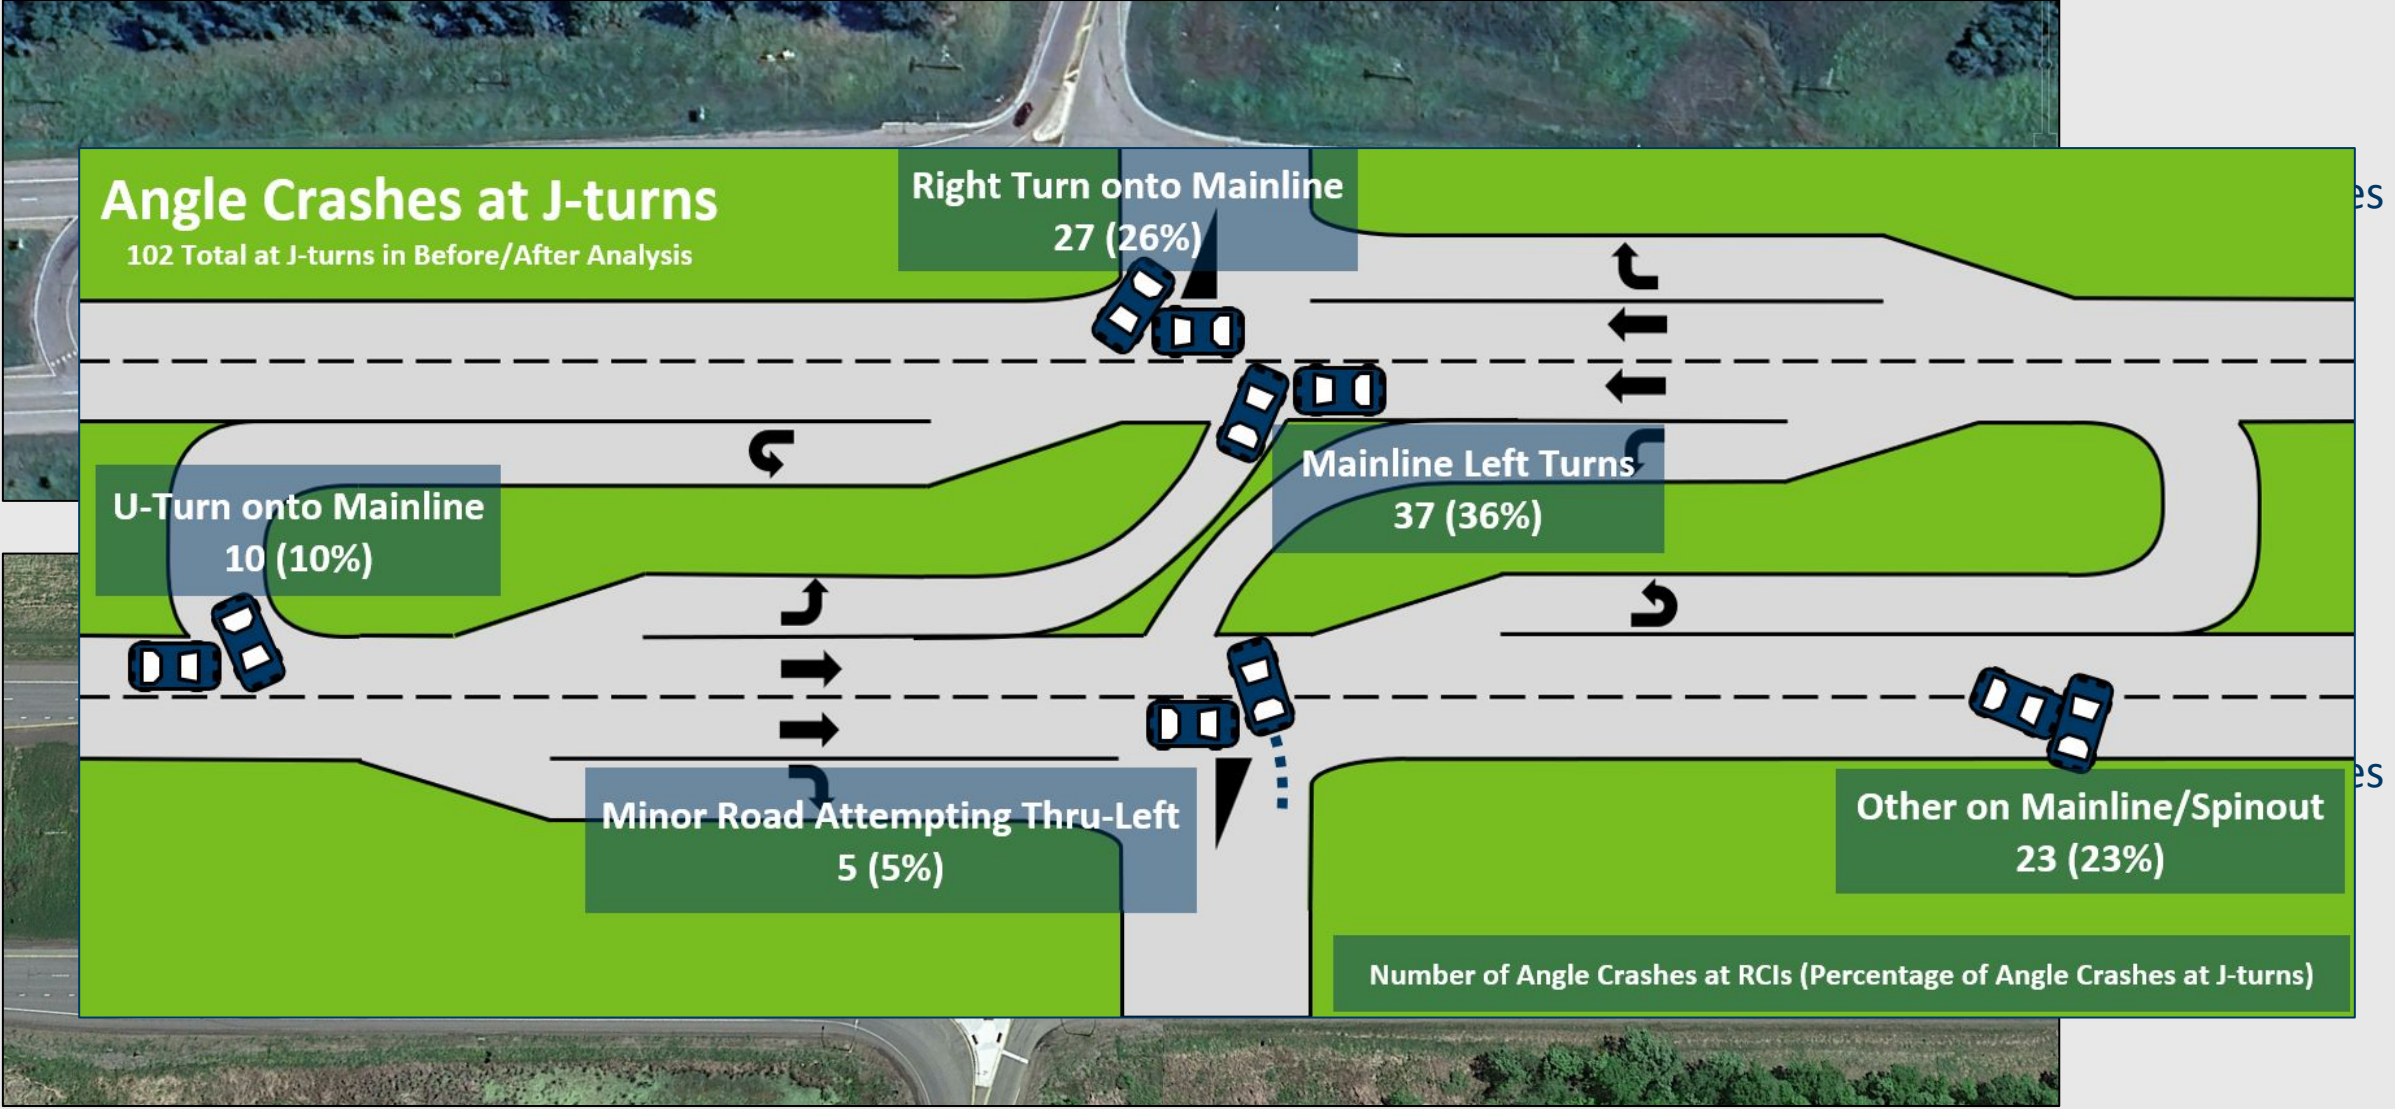 Angle Crashes at J-turns
102 Total at J-turns in Before/After Analysis
Right Turn onto Mainline
27 (26%)
Mainline Left Turns
37 (36%)
U-Turn onto Mainline
10 (10%)
Minor Road Attempting Thru-Left
5 (5%)
Other on Mainline/Spinout
23 (23%)
Number of Angle Crashes at RCIs (Percentage of Angle Crashes at J-turns)